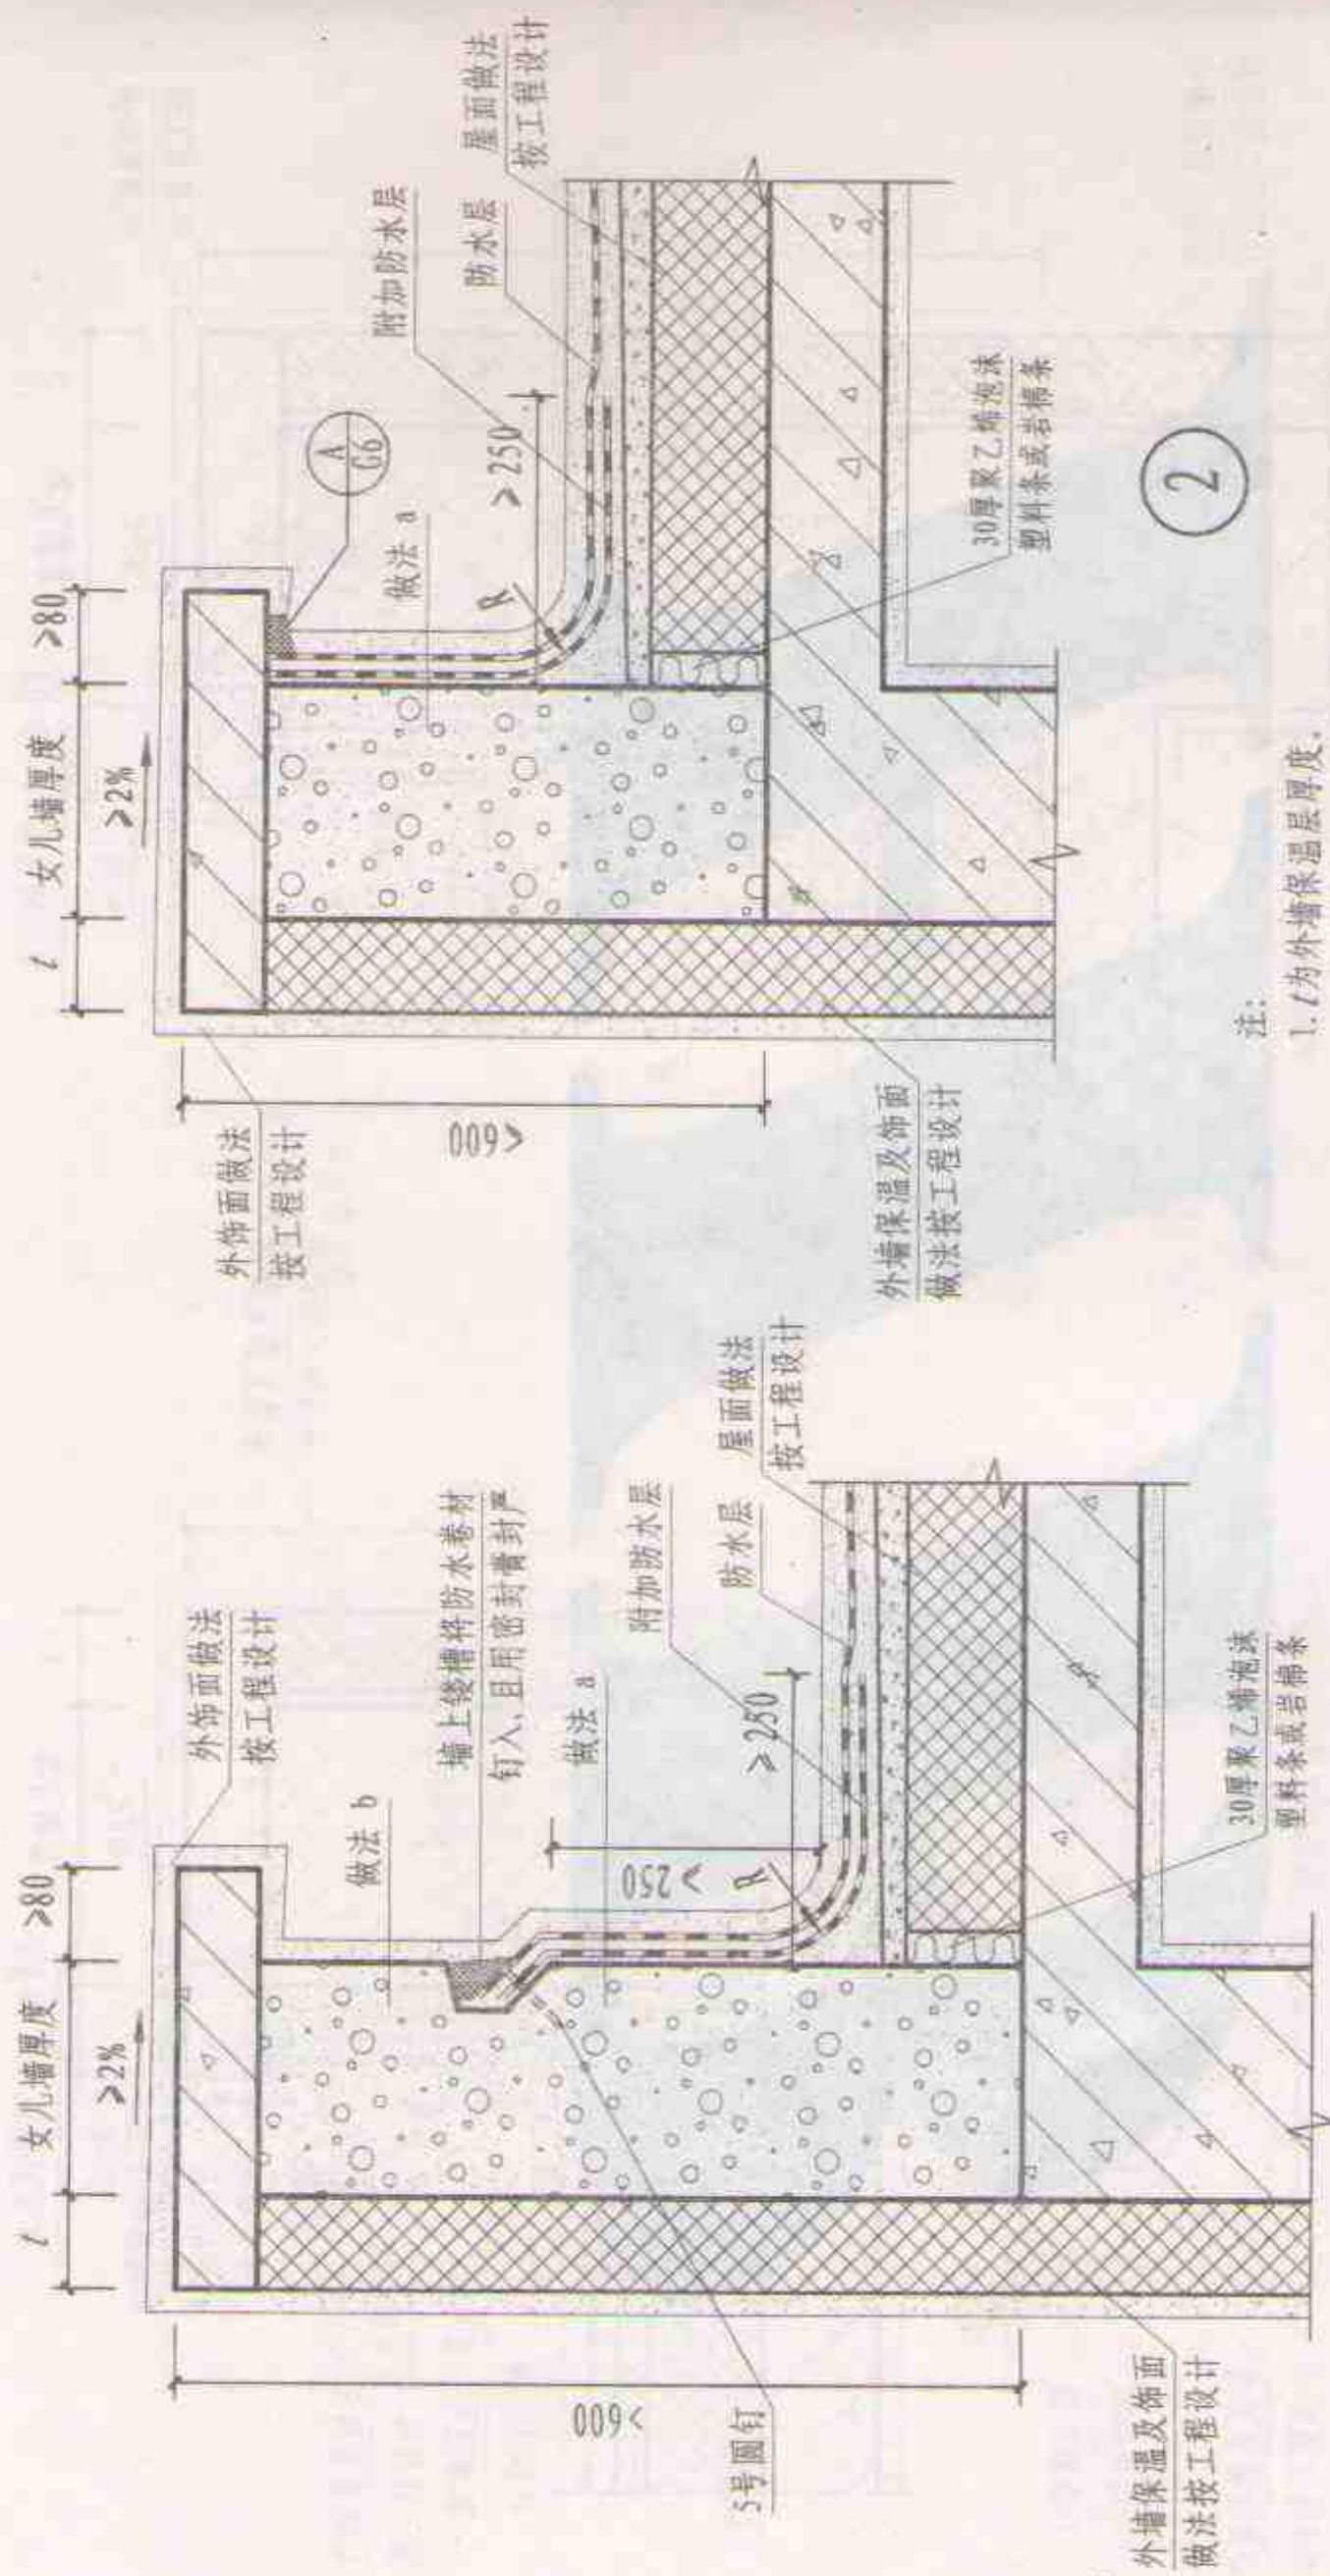 t
女儿墙厚度
≥80
≥2%
外饰面做法
按工程设计
做法 b
墙上镂槽将防水卷材
钉入,且用密封膏封严
做法 a
>600
≥250
R
≥250
附加防水层
防水层
屋面做法
按工程设计
5号圆钉
外墙保温及饰面
做法按工程设计
30厚聚乙烯泡沫
塑料条或岩棉条
t
女儿墙厚度
≥80
≥2%
外饰面做法
按工程设计
A
G6
做法 a
<600
R
≥250
附加防水层
防水层
屋面做法
按工程设计
外墙保温及饰面
做法按工程设计
30厚聚乙烯泡沫
塑料条或岩棉条
2
注:
1. t为外墙保温层厚度。